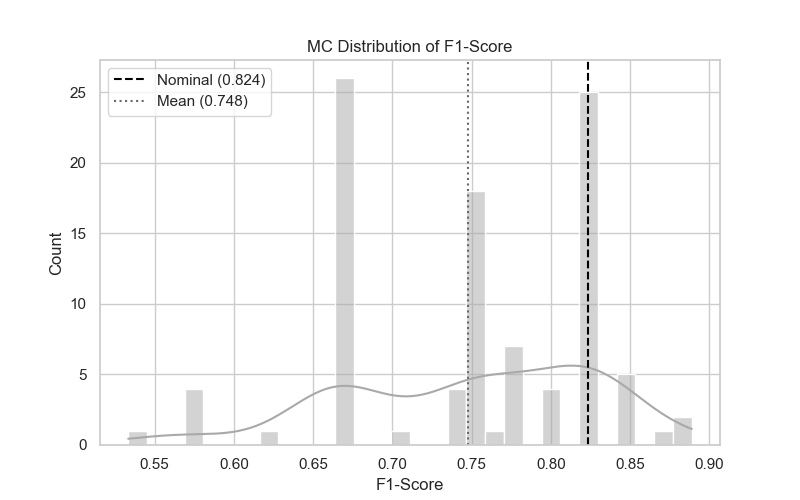 MC Distribution of F1-Score
Nominal (0.824)
Mean (0.748)
Count
25
20
15
10
5
0
0.55 0.60 0.65 0.70 0.75 0.80 0.85 0.90
F1-Score